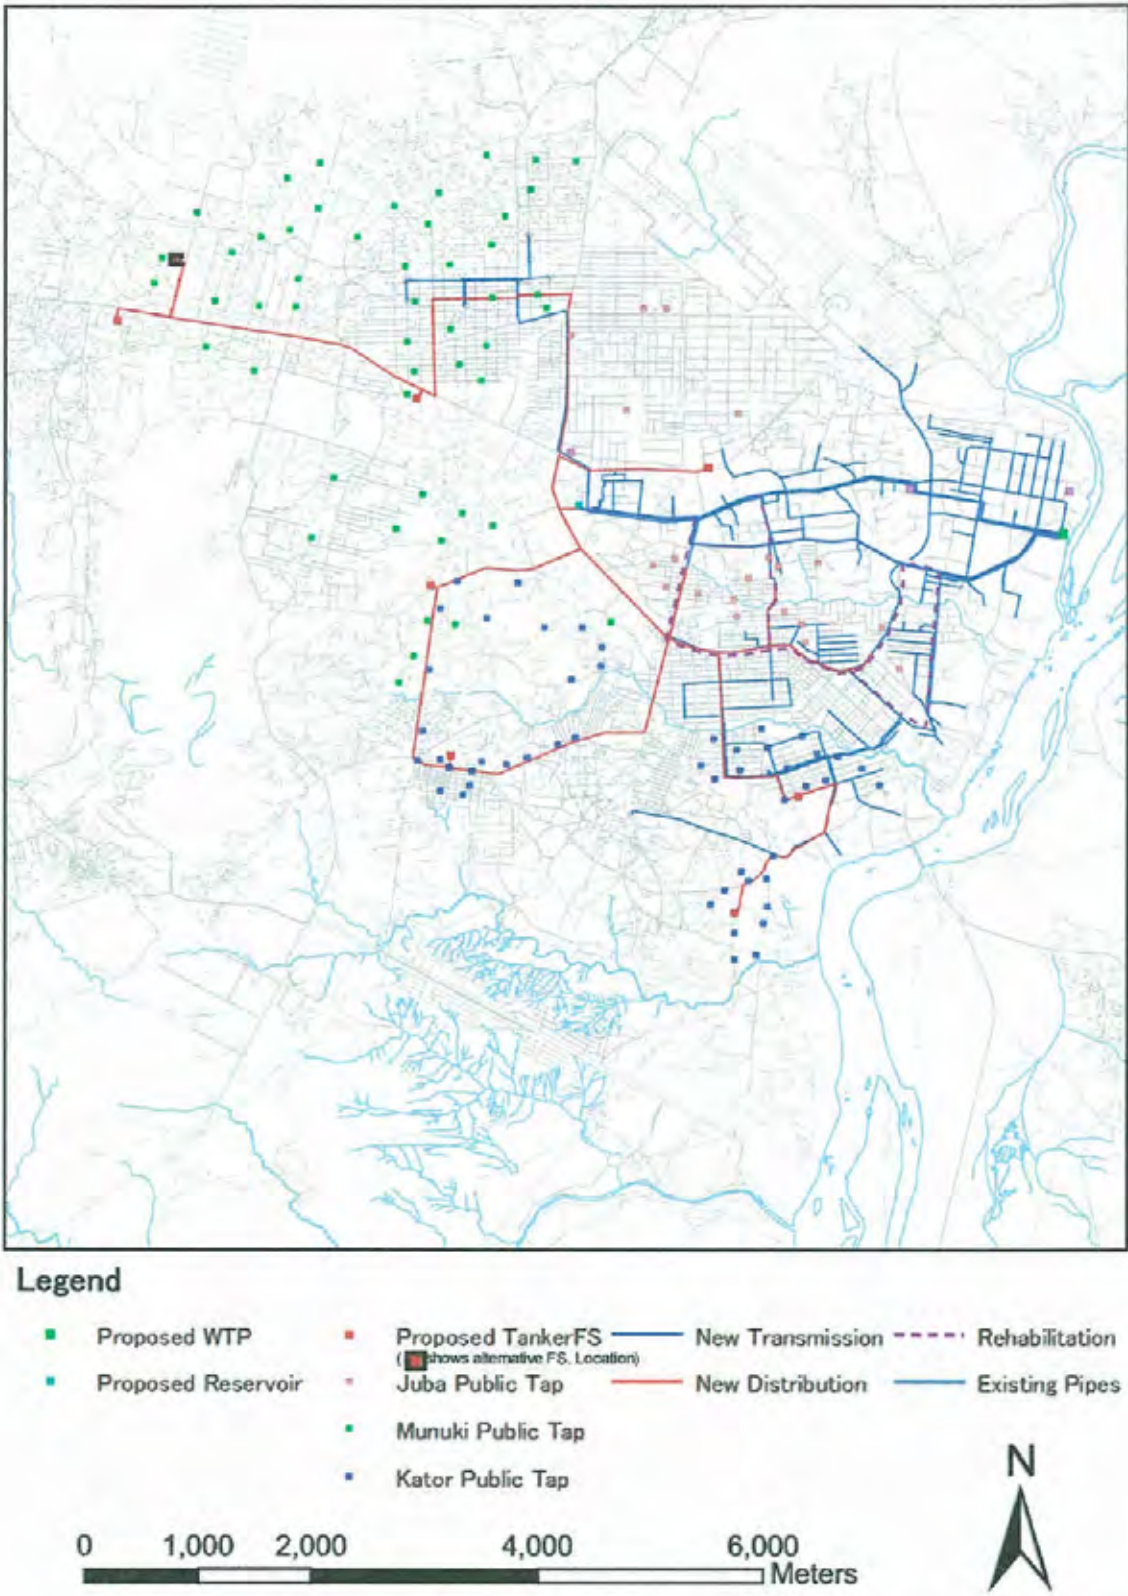 Legend
Proposed WTP
Proposed Reservoir
Proposed TankerFS
( shows alternative FS. Location)
Juba Public Tap
Munuki Public Tap
Kator Public Tap
New Transmission
New Distribution
Rehabilitation
Existing Pipes
N
0 1,000 2,000 4,000 6,000
Meters